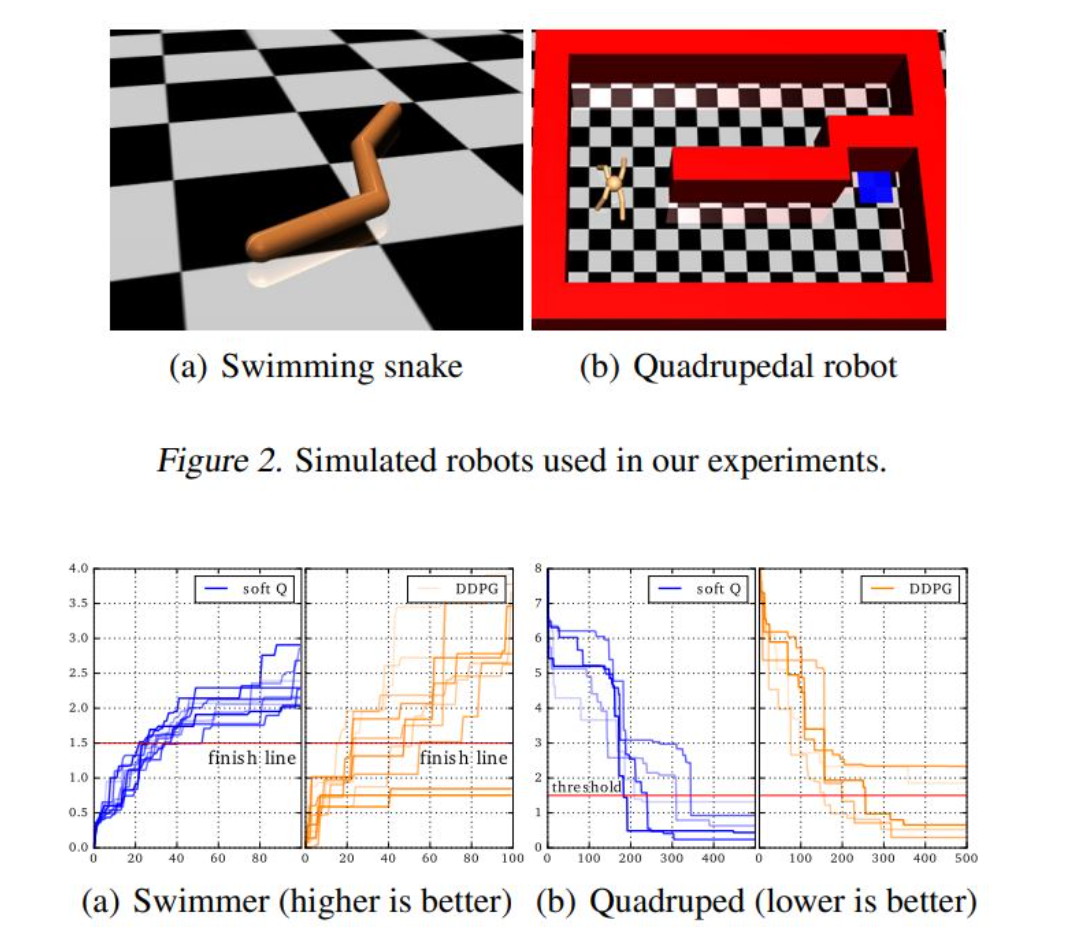 (a) Swimming snake
(b) Quadrupedal robot
Figure 2. Simulated robots used in our experiments.
4.0
3.5
3.0
2.5
2.0
1.5
1.0
0.5
0.0
soft Q
finish line
0 20 40 60 80
DDPG
finish line
0 20 40 60 80 100
8
7
6
5
4
3
2
1
0
soft Q
threshold
0 100 200 300 400
DDPG
0 100 200 300 400 500
(a) Swimmer (higher is better)
(b) Quadruped (lower is better)